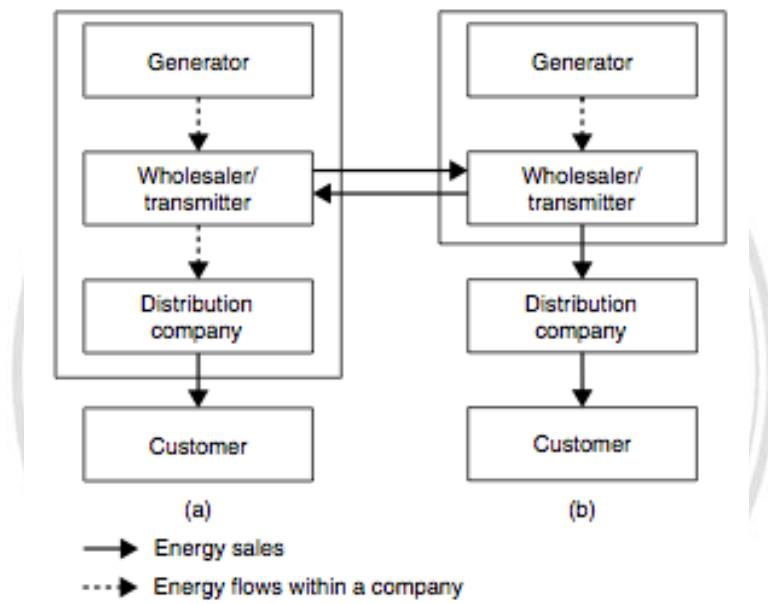 Generator
Wholesaler/
transmitter
Distribution
company
Customer
(a)
Generator
Wholesaler/
transmitter
Distribution
company
Customer
(b)
Energy sales
Energy flows within a company